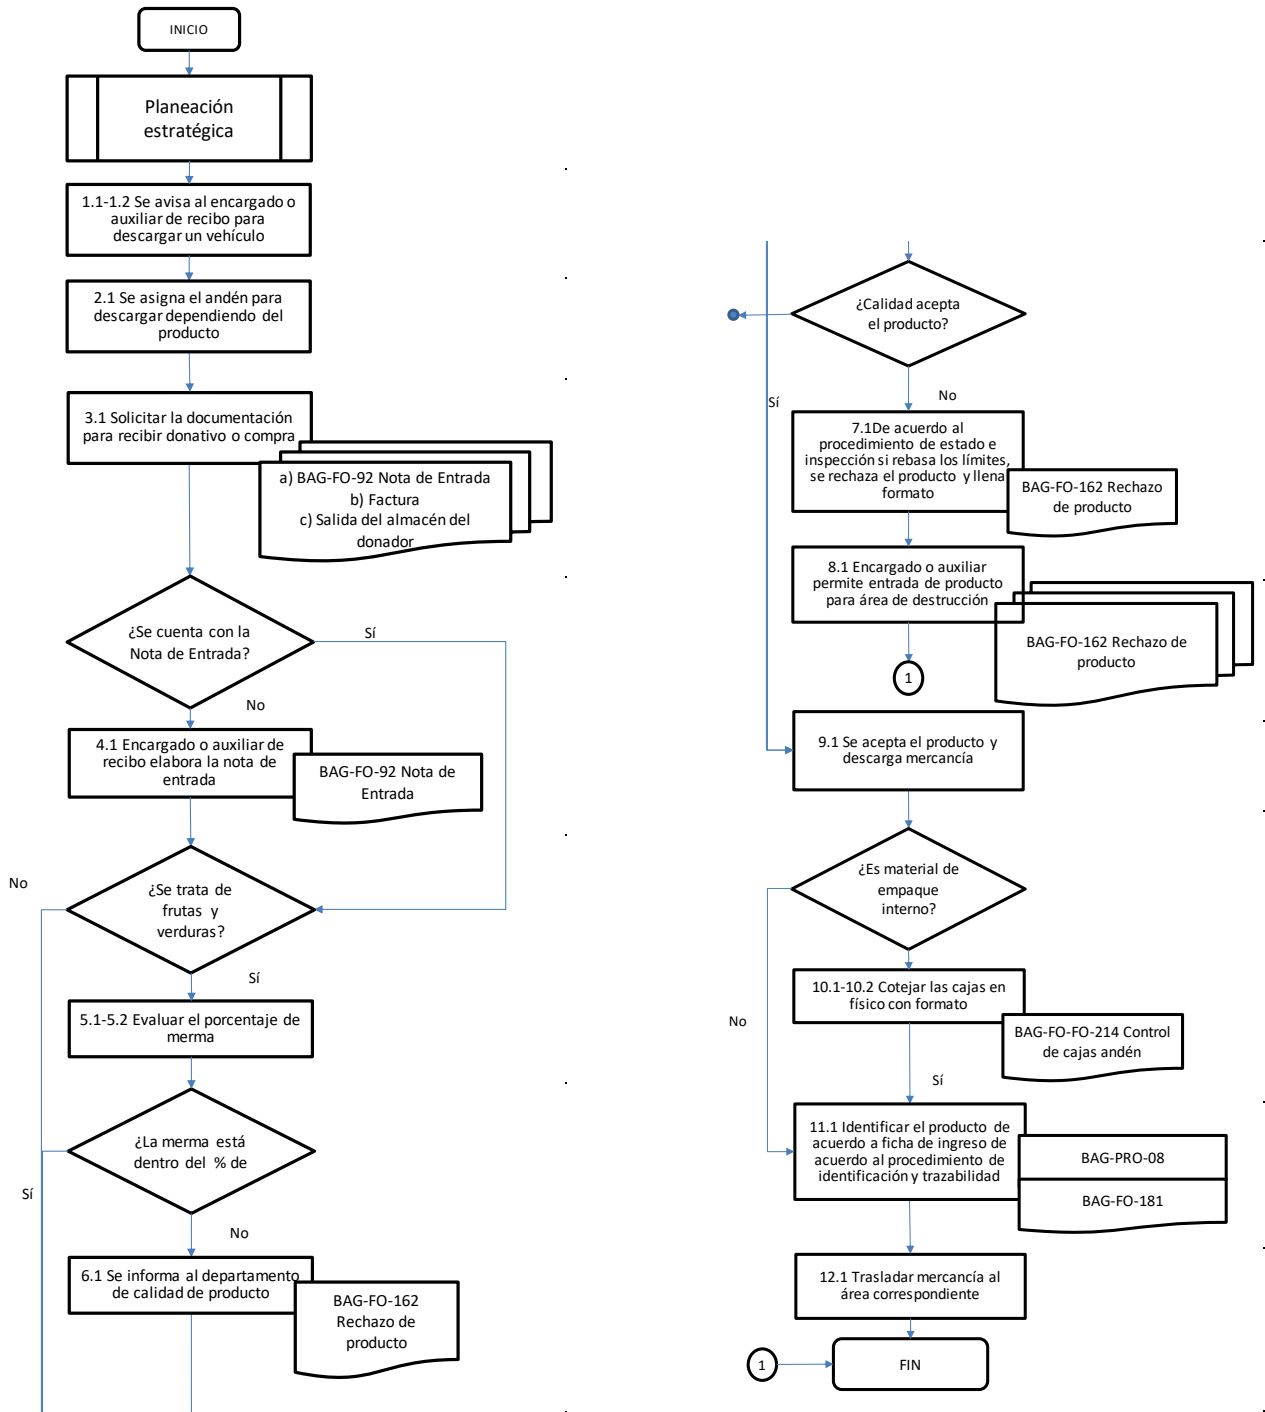 INICIO
Planeación
estratégica
1.1-1.2 Se avisa al encargado o
auxiliar de recibo para
descargar un vehículo
2.1 Se asigna el andén para
descargar dependiendo del
producto
3.1 Solicitar la documentación
para recibir donativo o compra
a) BAG-FO-92 Nota de Entrada
b) Factura
c) Salida del almacén del
donador
¿Se cuenta con la
Nota de Entrada?
Sí
No
4.1 Encargado o auxiliar de
recibo elabora la nota de
entrada
BAG-FO-92 Nota de
Entrada
¿Se trata de
frutas y
verduras?
No
Sí
5.1-5.2 Evaluar el porcentaje de
merma
¿La merma está
dentro del % de
Sí
No
6.1 Se informa al departamento
de calidad de producto
BAG-FO-162
Rechazo de
producto
¿Calidad acepta
el producto?
No
Sí
7.1De acuerdo al
procedimiento de estado e
inspección si rebasa los límites,
se rechaza el producto y llena
formato
BAG-FO-162 Rechazo
de producto
8.1 Encargado o auxiliar
permite entrada de producto
para área de destrucción
BAG-FO-162 Rechazo de
producto
1
9.1 Se acepta el producto y
descarga mercancía
¿Es material de
empaque
interno?
10.1-10.2 Cotejar las cajas en
físico con formato
No
BAG-FO-FO-214 Control
de cajas andén
Sí
11.1 Identificar el producto de
acuerdo a ficha de ingreso de
acuerdo al procedimiento de
identificación y trazabilidad
BAG-PRO-08
BAG-FO-181
12.1 Trasladar mercancía al
área correspondiente
1
FIN